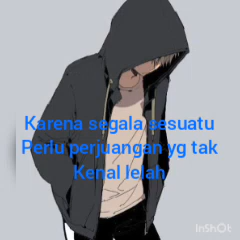 Karena segala sesuatu
Perlu perjuangan yg tak
Kenal lelah
InShOt